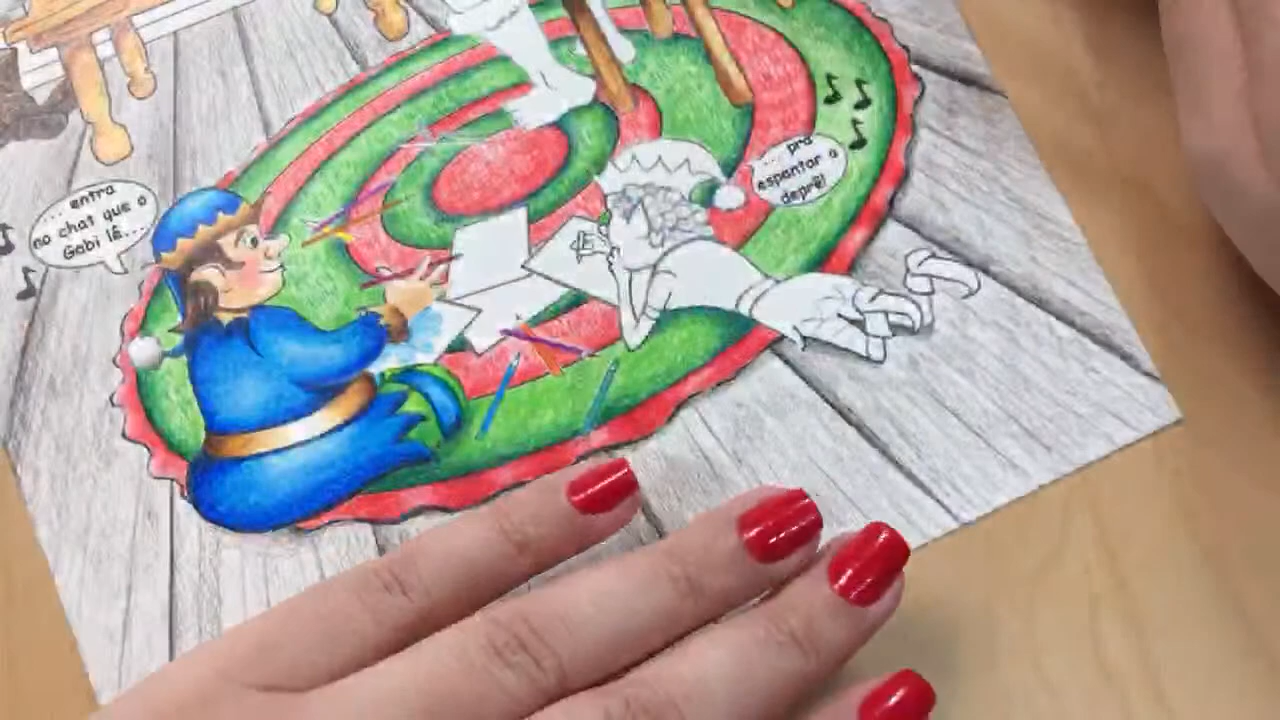 ... entra
no chat que o
Gabi lê...
... pra
espantar a
deprê!